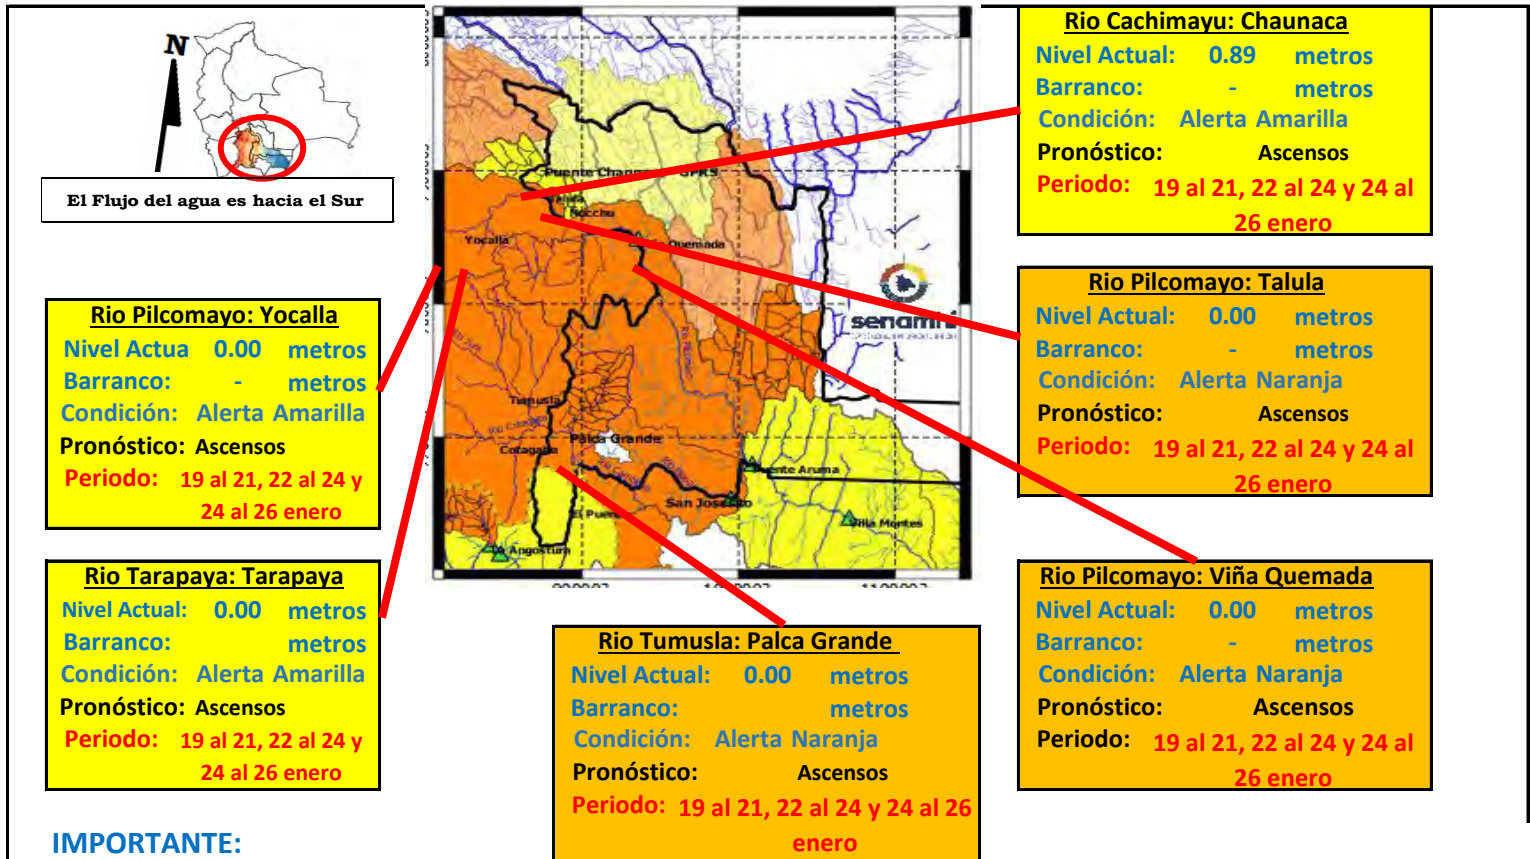 N
El Flujo del agua es hacia el Sur
Rio Pilcomayo: Yocalla
Nivel Actua 0.00 metros
Barranco: - metros
Condición: Alerta Amarilla
Pronóstico: Ascensos
Periodo: 19 al 21, 22 al 24 y
24 al 26 enero
Rio Tarapaya: Tarapaya
Nivel Actual: 0.00 metros
Barranco: metros
Condición: Alerta Amarilla
Pronóstico: Ascensos
Periodo: 19 al 21, 22 al 24 y
24 al 26 enero
IMPORTANTE:
Yocalla
Quemada
Tumusla
Palca Grande
Cotagaita
Puente Aruma
San Josecito
El Puente
Villa Montes
La Angostura
senamhi
Rio Tumusla: Palca Grande
Nivel Actual: 0.00 metros
Barranco: metros
Condición: Alerta Naranja
Pronóstico: Ascensos
Periodo: 19 al 21, 22 al 24 y 24 al 26
enero
Rio Cachimayu: Chaunaca
Nivel Actual: 0.89 metros
Barranco: - metros
Condición: Alerta Amarilla
Pronóstico: Ascensos
Periodo: 19 al 21, 22 al 24 y 24 al
26 enero
Rio Pilcomayo: Talula
Nivel Actual: 0.00 metros
Barranco: - metros
Condición: Alerta Naranja
Pronóstico: Ascensos
Periodo: 19 al 21, 22 al 24 y 24 al
26 enero
Rio Pilcomayo: Viña Quemada
Nivel Actual: 0.00 metros
Barranco: - metros
Condición: Alerta Naranja
Pronóstico: Ascensos
Periodo: 19 al 21, 22 al 24 y 24 al
26 enero